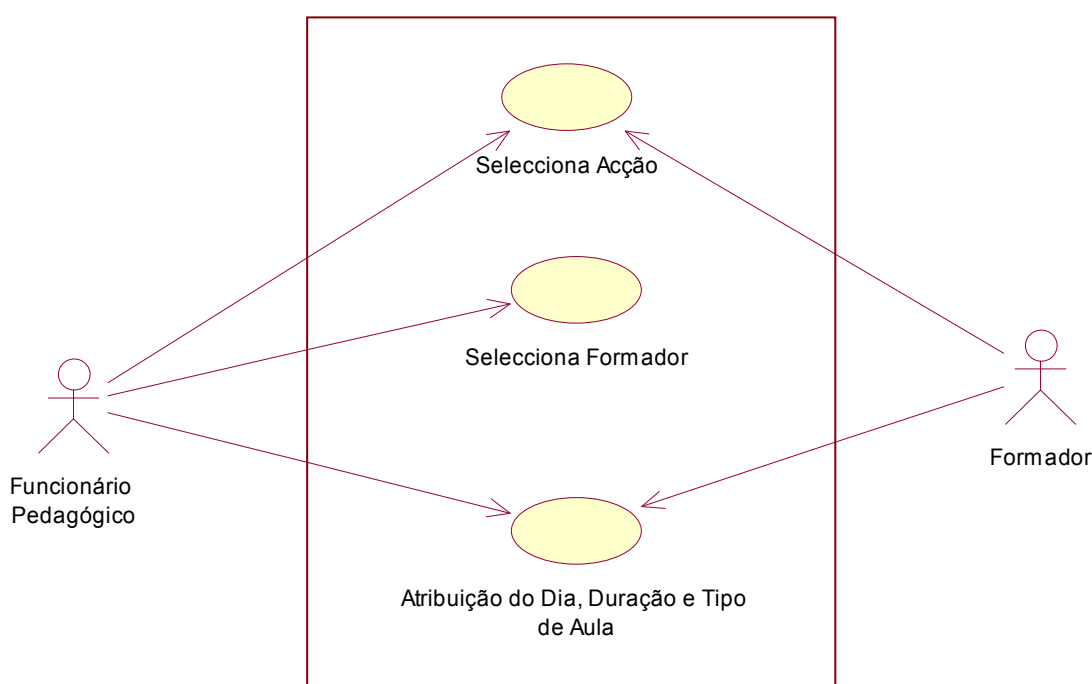 Selecciona Acção
Selecciona Formador
Funcionário
Pedagógico
Formador
Atribuição do Dia, Duração e Tipo
de Aula